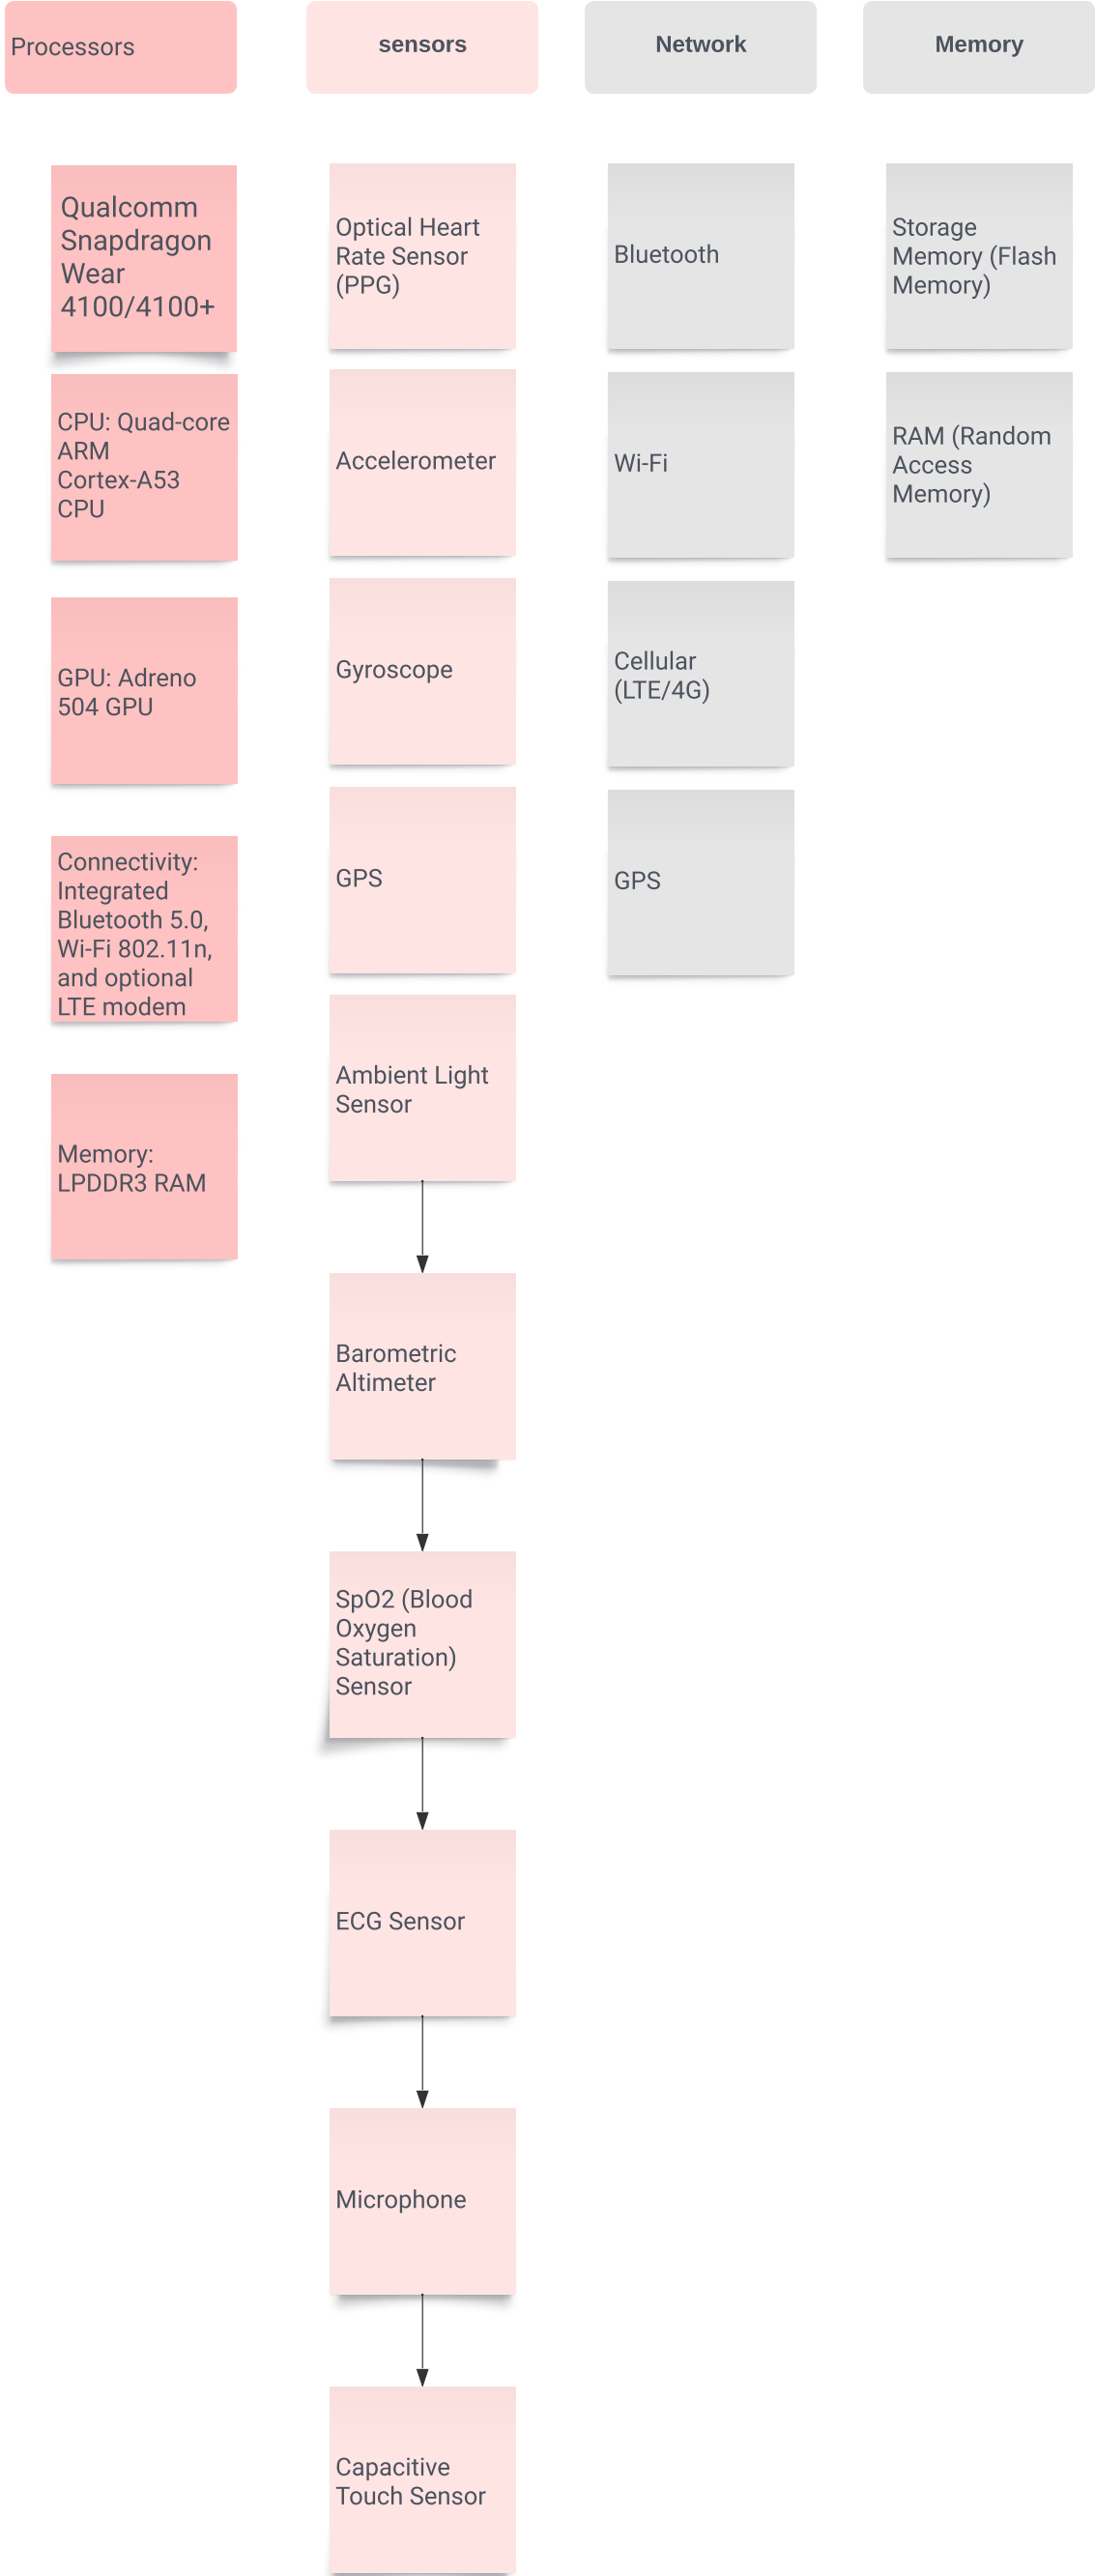 Processors
sensors
Network
Memory
Qualcomm
Snapdragon
Wear
4100/4100+
CPU: Quad-core
ARM
Cortex-A53
CPU
GPU: Adreno
504 GPU
Connectivity:
Integrated
Bluetooth 5.0,
Wi-Fi 802.11n,
and optional
LTE modem
Memory:
LPDDR3 RAM
Optical Heart
Rate Sensor
(PPG)
Accelerometer
Gyroscope
GPS
Ambient Light
Sensor
Barometric
Altimeter
SpO2 (Blood
Oxygen
Saturation)
Sensor
ECG Sensor
Microphone
Capacitive
Touch Sensor
Bluetooth
Wi-Fi
Cellular
(LTE/4G)
GPS
Storage
Memory (Flash
Memory)
RAM (Random
Access
Memory)